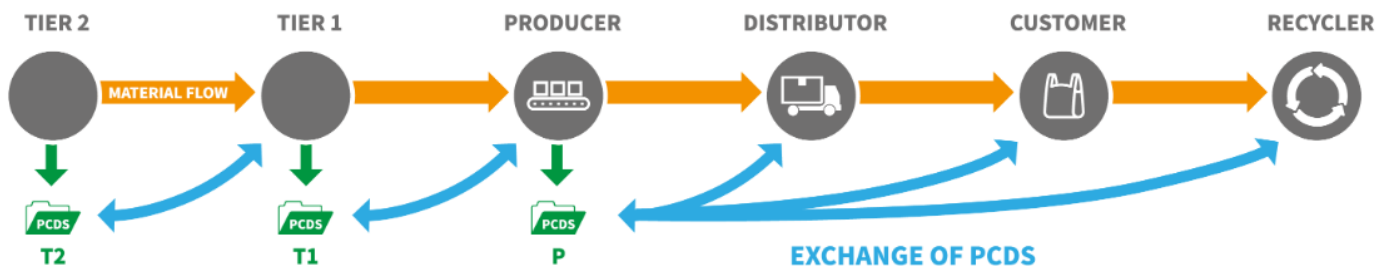 TIER 2
TIER 1
PRODUCER
DISTRIBUTOR
CUSTOMER
RECYCLER
MATERIAL FLOW
PCDS
PCDS
PCDS
T2
T1
P
EXCHANGE OF PCDS